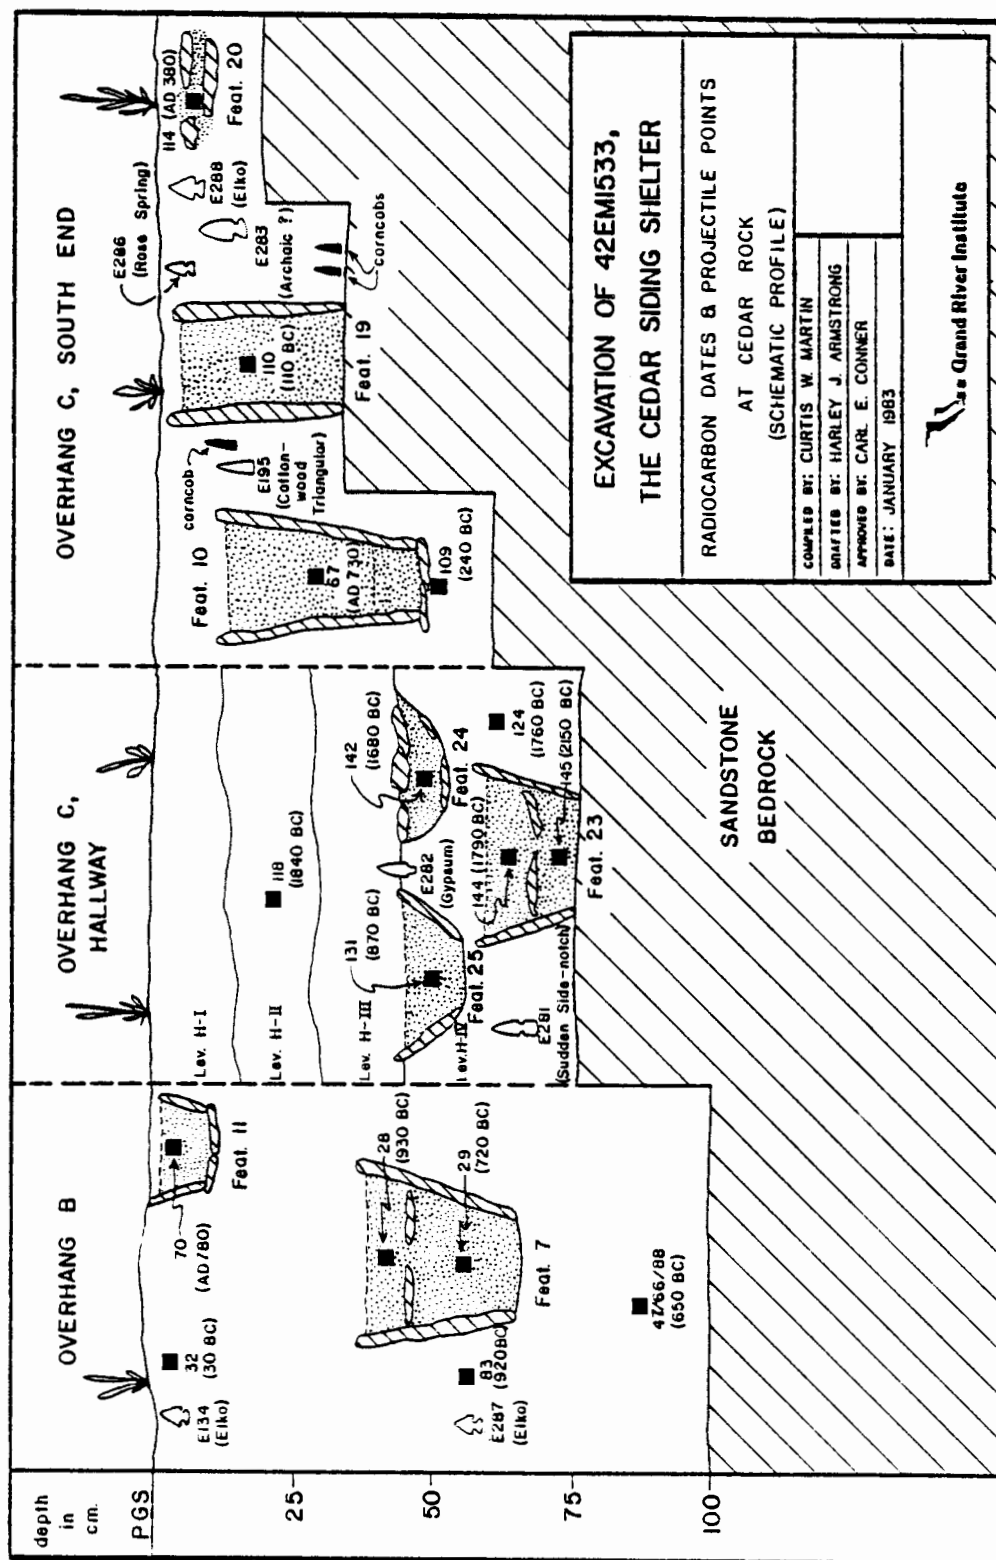 depth
in
cm.
PGS
25
50
75
100
OVERHANG B
E134
(Elko)
32
(30 BC)
70
(AD780)
Feat. 11
E287
(Elko)
83
(920BC)
28
(930 BC)
29
(720 BC)
Feat. 7
47/66/88
(650 BC)
OVERHANG C,
HALLWAY
Lev. H-I
Lev. H-II
Lev. H-III
Lev. H-IV
118
(1840 BC)
131
(870 BC)
Feat. 25
E282
(Gypsum)
142
(1680 BC)
Feat. 24
E281
(Sudden Side-notch)
144 (1790 BC)
124
(1760 BC)
145 (2150 BC)
Feat. 23
OVERHANG C, SOUTH END
Feat. 10
67
(AD 730)
109
(240 BC)
corncob
E195
(Cotton-
wood
Triangular)
110
(110 BC)
Feat. 19
E286
(Rose Spring)
E283
(Archaic ?)
corncobs
E288
(Elko)
114 (AD 380)
Feat. 20
SANDSTONE
BEDROCK
EXCAVATION OF 42EM1533,
THE CEDAR SIDING SHELTER
RADIOCARBON DATES & PROJECTILE POINTS
AT CEDAR ROCK
(SCHEMATIC PROFILE)
COMPILED BY: CURTIS W. MARTIN
DRAFTED BY: HARLEY J. ARMSTRONG
APPROVED BY: CARL E. CONNER
DATE: JANUARY 1983
Grand River Institute